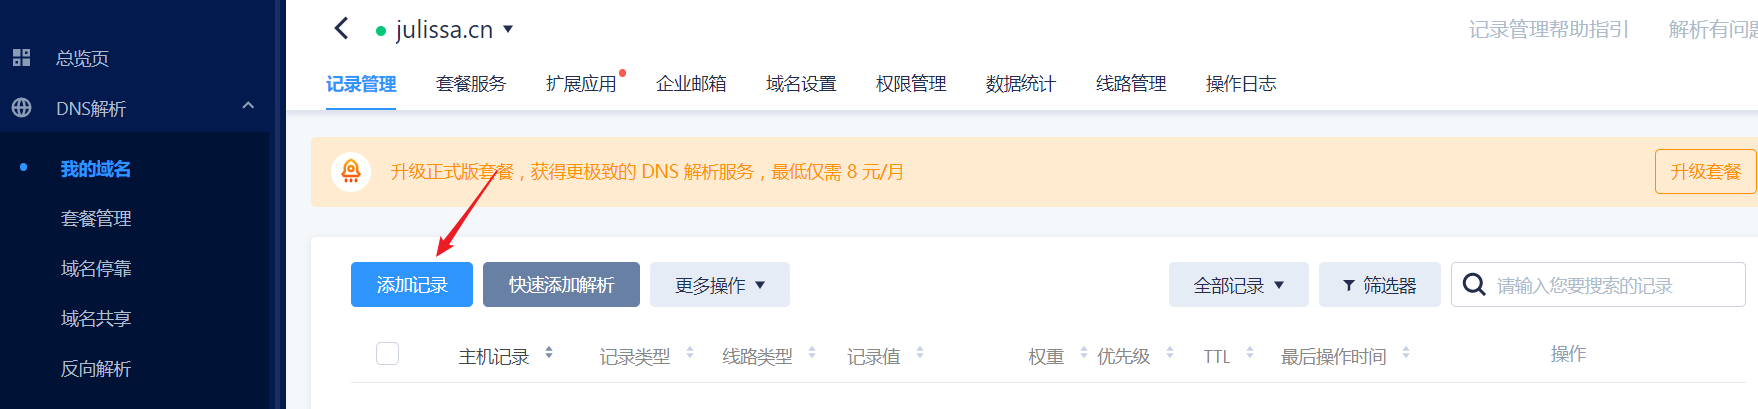 总览页
DNS解析
我的域名
套餐管理
域名停靠
域名共享
反向解析
julissa.cn
记录管理帮助指引 解析有问题
记录管理 套餐服务 扩展应用 企业邮箱 域名设置 权限管理 数据统计 线路管理 操作日志
升级正式版套餐，获得更极致的 DNS 解析服务，最低仅需 8 元/月
升级套餐
添加记录 快速添加解析 更多操作 全部记录 筛选器 请输入您要搜索的记录
主机记录 记录类型 线路类型 记录值 权重 优先级 TTL 最后操作时间 操作